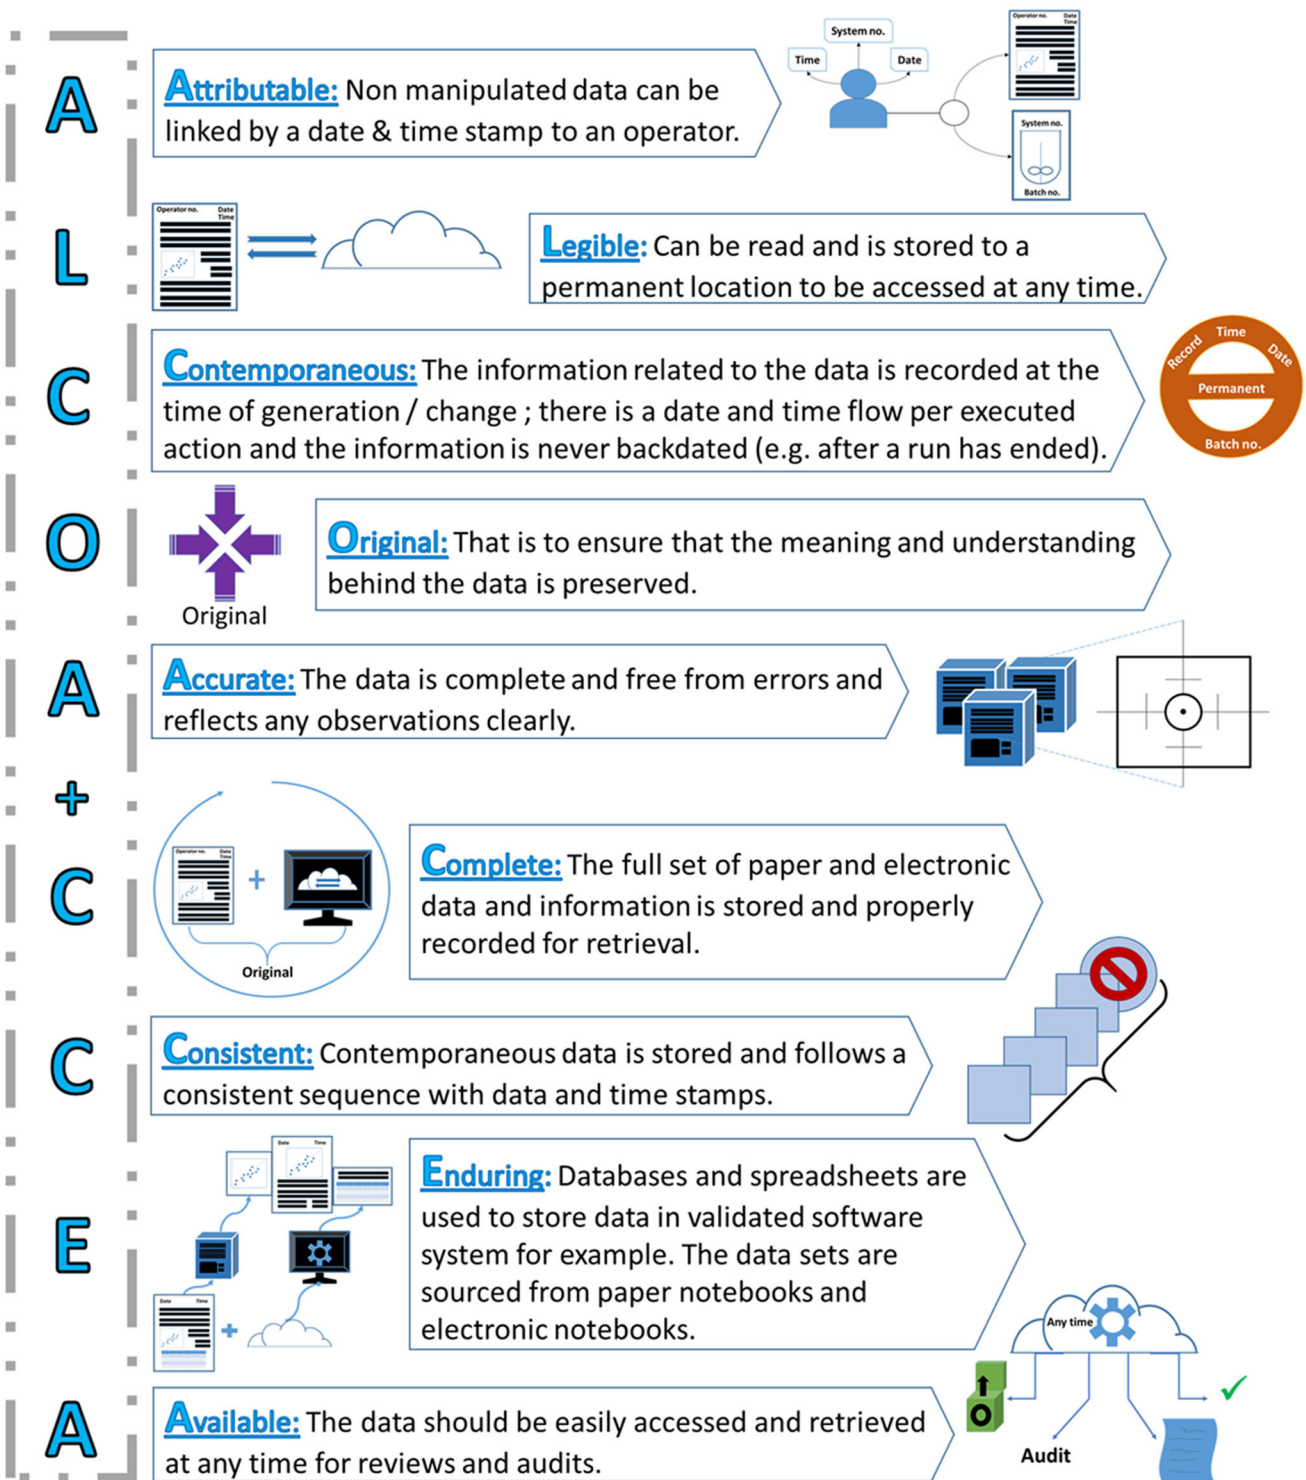 A
Attributable: Non manipulated data can be
linked by a date & time stamp to an operator.
System no.
Time
Date
Operator no. Date
Time
System no.
Batch no.
L
Operator no. Date
Time
Legible: Can be read and is stored to a
permanent location to be accessed at any time.
C
Contemporaneous: The information related to the data is recorded at the
time of generation / change ; there is a date and time flow per executed
action and the information is never backdated (e.g. after a run has ended).
Record Time Date
Permanent
Batch no.
O
Original
Original: That is to ensure that the meaning and understanding
behind the data is preserved.
A
Accurate: The data is complete and free from errors and
reflects any observations clearly.
+
C
Operator no. Date
Time
+
Original
Complete: The full set of paper and electronic
data and information is stored and properly
recorded for retrieval.
C
Consistent: Contemporaneous data is stored and follows a
consistent sequence with data and time stamps.
E
Date Time
Date Time
+
Enduring: Databases and spreadsheets are
used to store data in validated software
system for example. The data sets are
sourced from paper notebooks and
electronic notebooks.
A
Available: The data should be easily accessed and retrieved
at any time for reviews and audits.
Any time
O
Audit